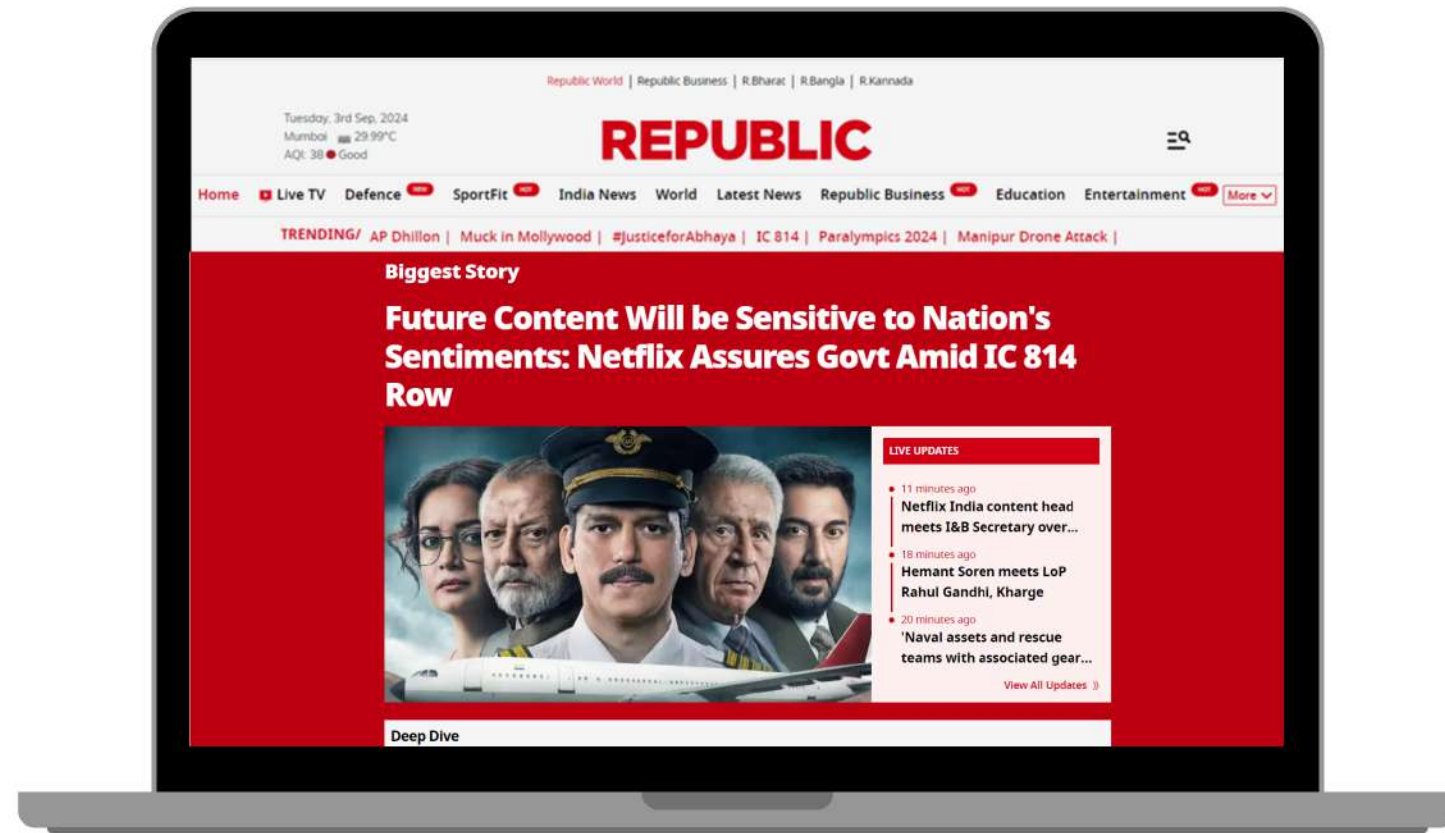 Republic World | Republic Business | R.Bharat | R.Bangla | R.Kannada
Tuesday, 3rd Sep, 2024
Mumbai 29.99°C
AQI: 38 Good
REPUBLIC
Home Live TV Defence NEW SportFit HOT India News World Latest News Republic Business HOT Education Entertainment HOT More
TRENDING/ AP Dhillon | Muck in Mollywood | #JusticeforAbhaya | IC 814 | Paralympics 2024 | Manipur Drone Attack |
Biggest Story
Future Content Will be Sensitive to Nation's
Sentiments: Netflix Assures Govt Amid IC 814
Row
LIVE UPDATES
11 minutes ago
Netflix India content head
meets I&B Secretary over...
18 minutes ago
Hemant Soren meets LoP
Rahul Gandhi, Kharge
20 minutes ago
'Naval assets and rescue
teams with associated gear...
View All Updates »
Deep Dive